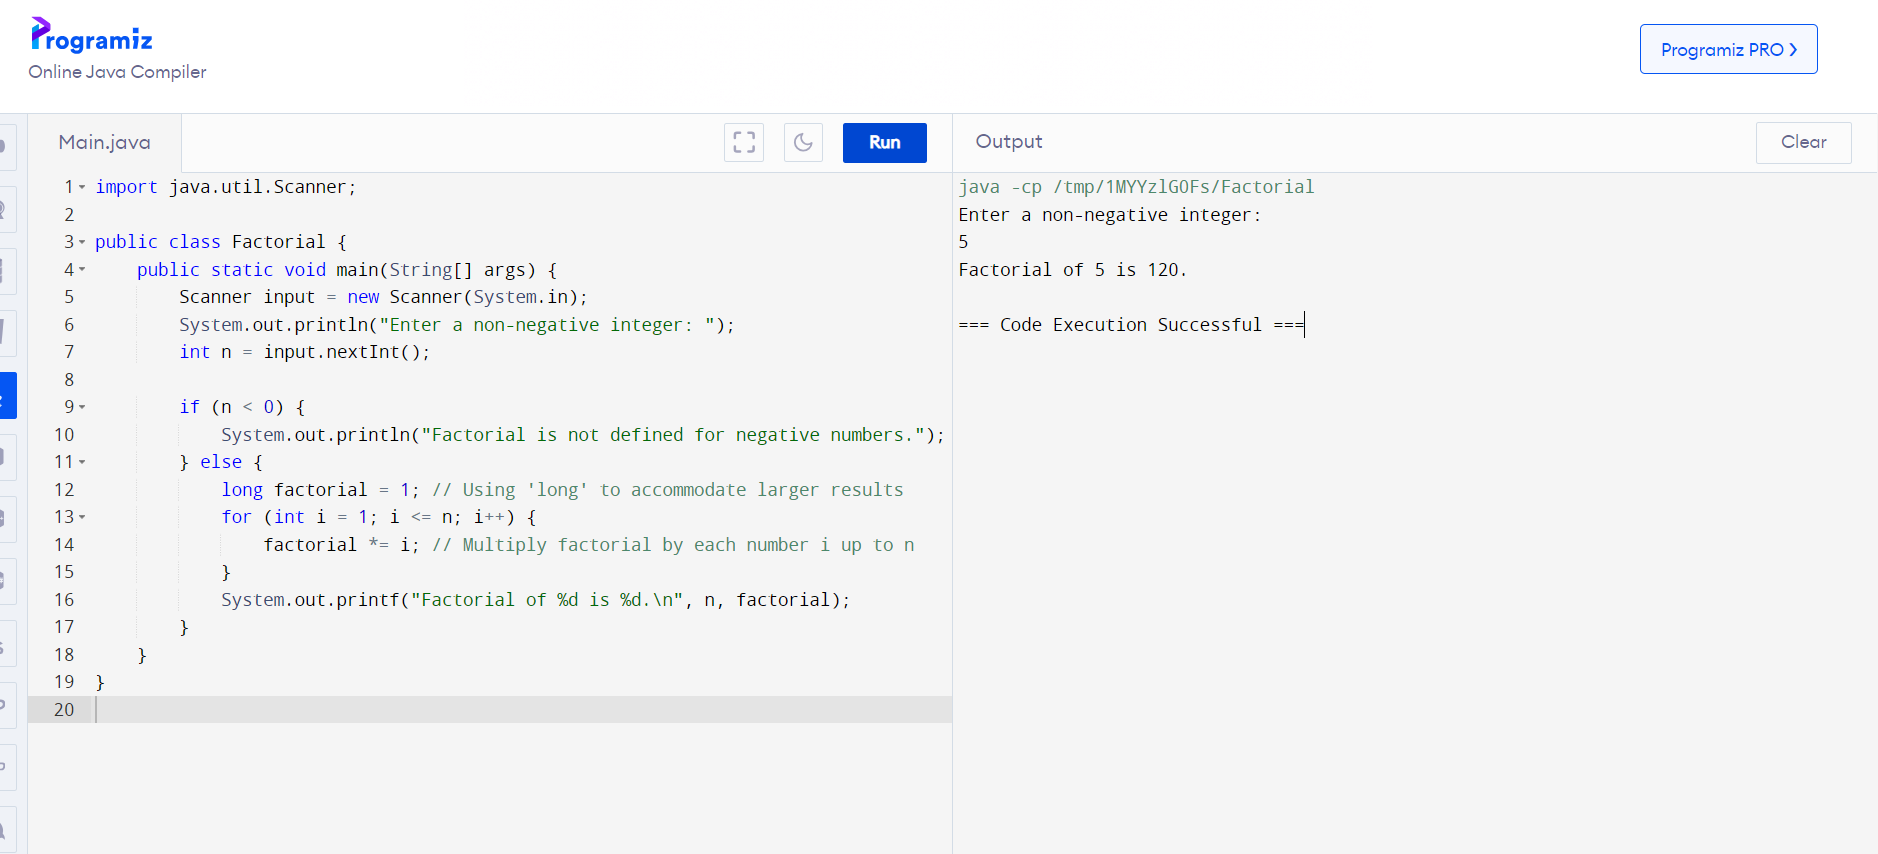 Programiz
Online Java Compiler
Programiz PRO
Main.java
Run
1 import java.util.Scanner;
2
3 public class Factorial {
4     public static void main(String[] args) {
5         Scanner input = new Scanner(System.in);
6         System.out.println("Enter a non-negative integer: ");
7         int n = input.nextInt();
8
9         if (n < 0) {
10             System.out.println("Factorial is not defined for negative numbers.");
11         } else {
12             long factorial = 1; // Using 'long' to accommodate larger results
13             for (int i = 1; i <= n; i++) {
14                 factorial *= i; // Multiply factorial by each number i up to n
15             }
16             System.out.printf("Factorial of %d is %d.\n", n, factorial);
17         }
18     }
19 }
20
Output
Clear
java -cp /tmp/1MYYzlG0Fs/Factorial
Enter a non-negative integer:
5
Factorial of 5 is 120.
=== Code Execution Successful ===